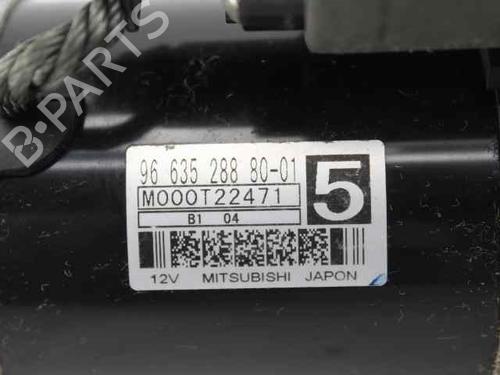 B-PARTS
96 635 288 80-01
M000T22471
5
B1 04
12V MITSUBISHI JAPON